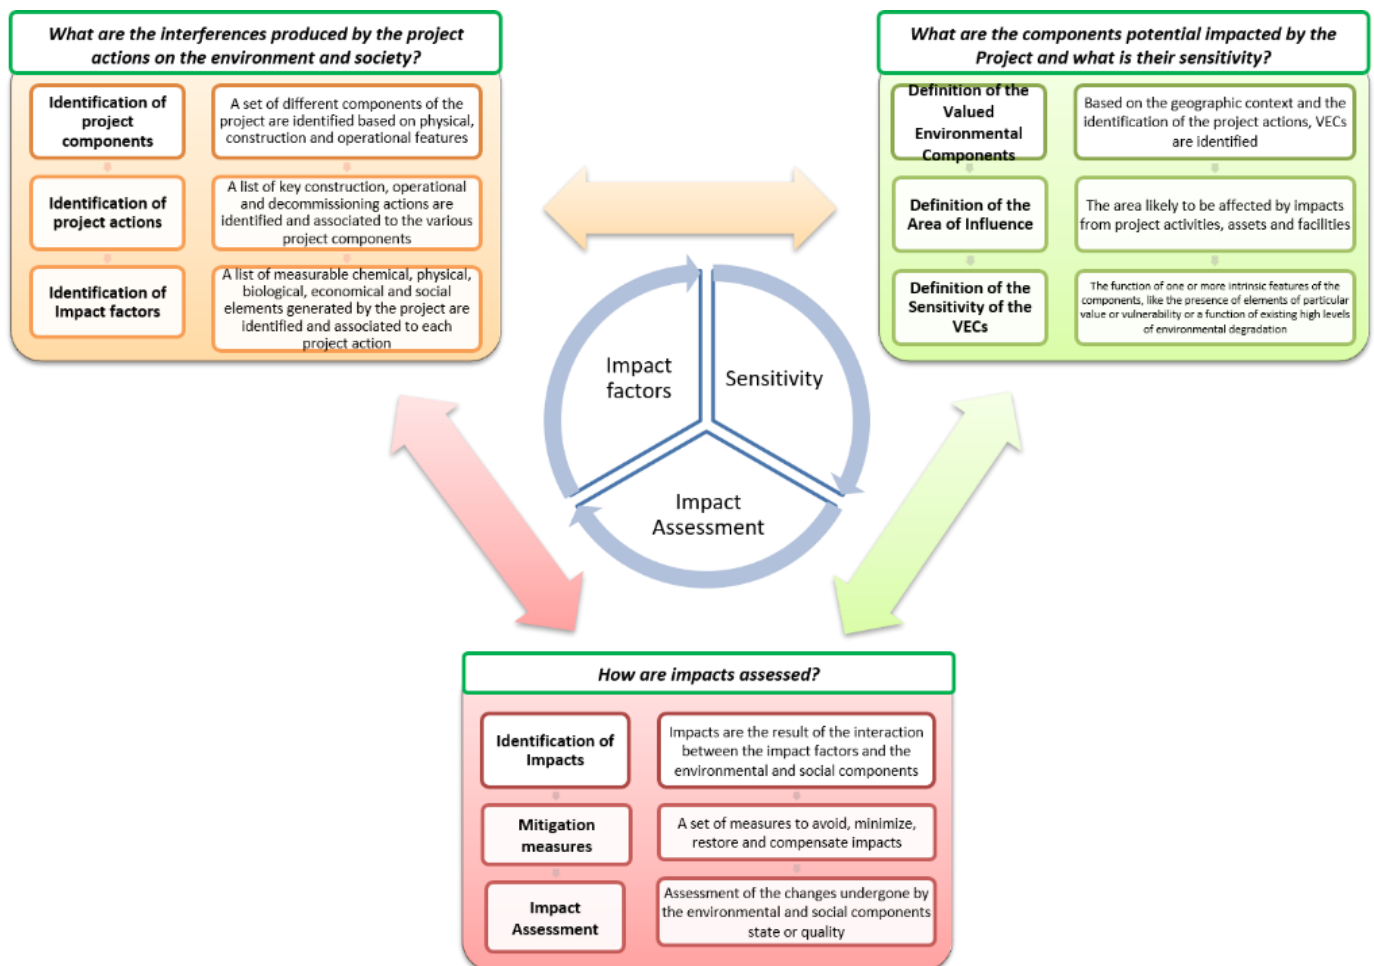 What are the interferences produced by the project
actions on the environment and society?
Identification of
project
components
A set of different components of the
project are identified based on physical,
construction and operational features
Identification of
project actions
A list of key construction, operational
and decommissioning actions are
identified and associated to the various
project components
Identification of
Impact factors
A list of measurable chemical, physical,
biological, economical and social
elements generated by the project are
identified and associated to each
project action
What are the components potential impacted by the
Project and what is their sensitivity?
Definition of the
Valued
Environmental
Components
Based on the geographic context and the
identification of the project actions, VECs
are identified
Definition of the
Area of Influence
The area likely to be affected by impacts
from project activities, assets and facilities
Definition of the
Sensitivity of the
VECs
The function of one or more intrinsic features of the
components, like the presence of elements of particular
value or vulnerability or a function of existing high levels
of environmental degradation
Impact
factors
Sensitivity
Impact
Assessment
How are impacts assessed?
Identification of
Impacts
Impacts are the result of the interaction
between the impact factors and the
environmental and social components
Mitigation
measures
A set of measures to avoid, minimize,
restore and compensate impacts
Impact
Assessment
Assessment of the changes undergone by
the environmental and social components
state or quality